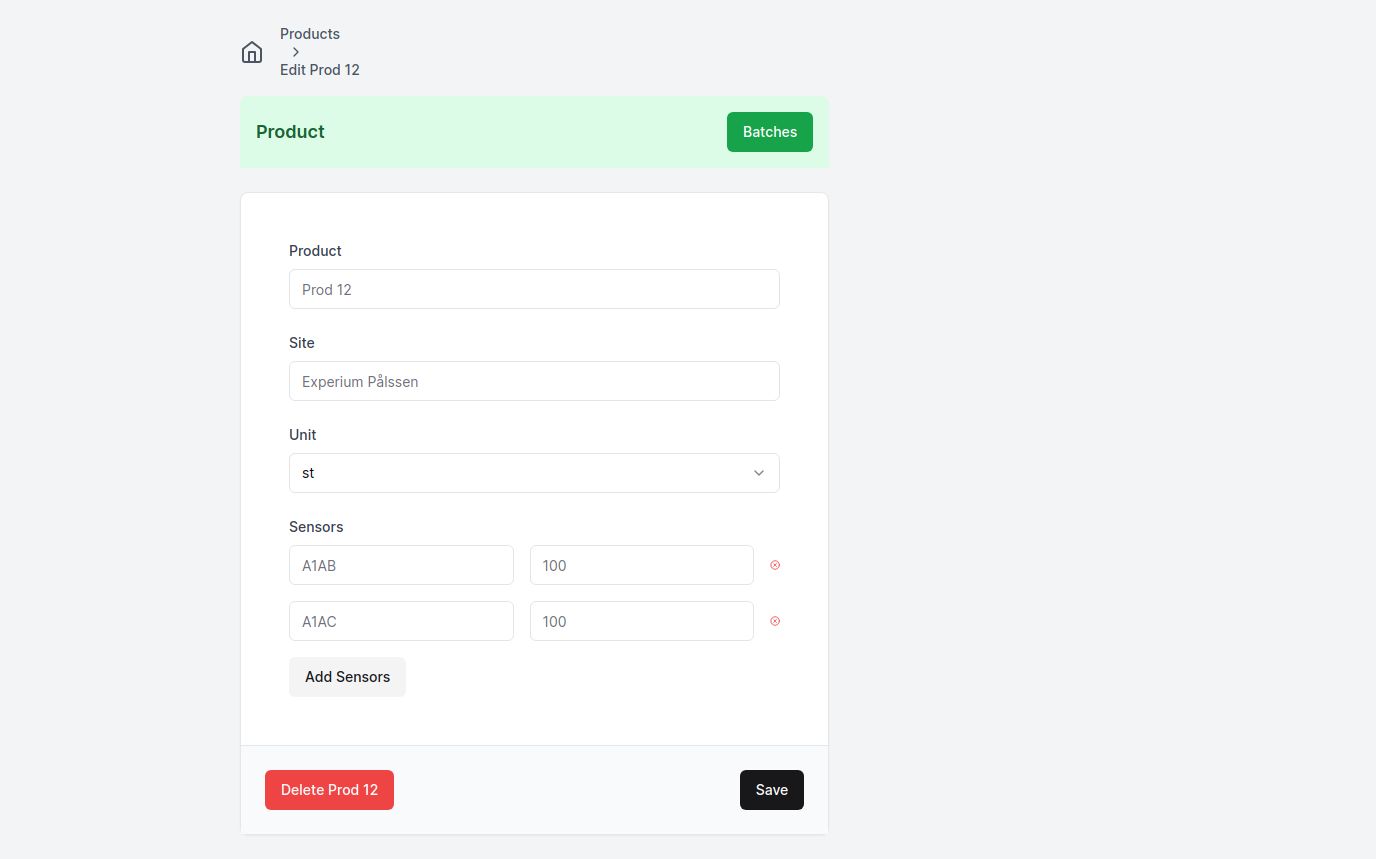 Products
Edit Prod 12
Product
Batches
Product
Prod 12
Site
Experium Pålssen
Unit
st
Sensors
A1AB 100
A1AC 100
Add Sensors
Delete Prod 12
Save